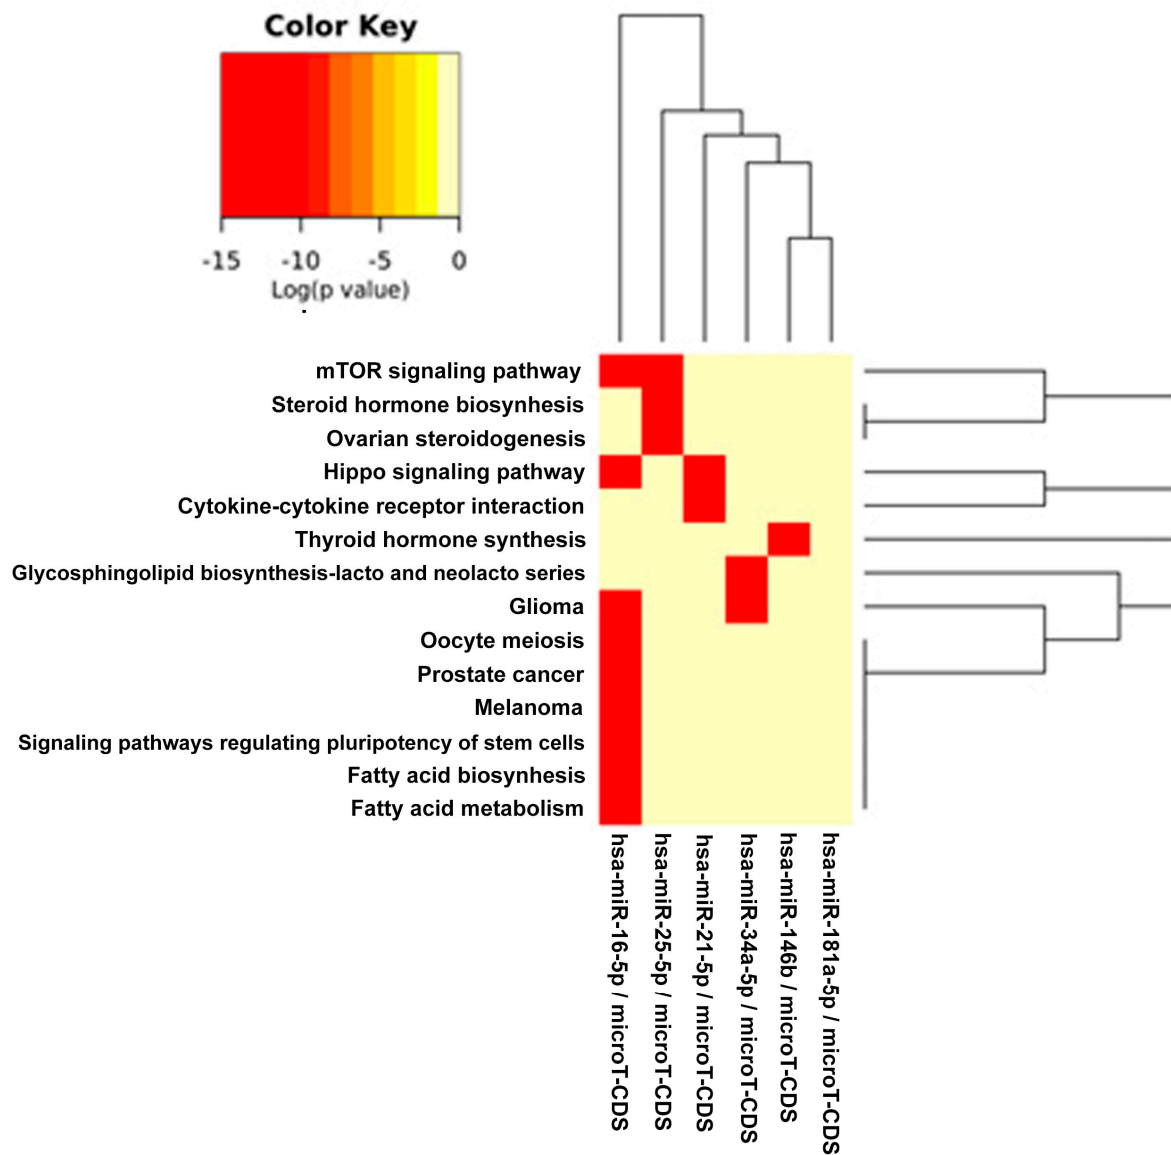 Color Key
-15 -10 -5 0
Log(p value)
mTOR signaling pathway
Steroid hormone biosynhesis
Ovarian steroidogenesis
Hippo signaling pathway
Cytokine-cytokine receptor interaction
Thyroid hormone synthesis
Glycosphingolipid biosynthesis-lacto and neolacto series
Glioma
Oocyte meiosis
Prostate cancer
Melanoma
Signaling pathways regulating pluripotency of stem cells
Fatty acid biosynhesis
Fatty acid metabolism
hsa-miR-16-5p / microT-CDS
hsa-miR-25-5p / microT-CDS
hsa-miR-21-5p / microT-CDS
hsa-miR-34a-5p / microT-CDS
hsa-miR-146b / microT-CDS
hsa-miR-181a-5p / microT-CDS